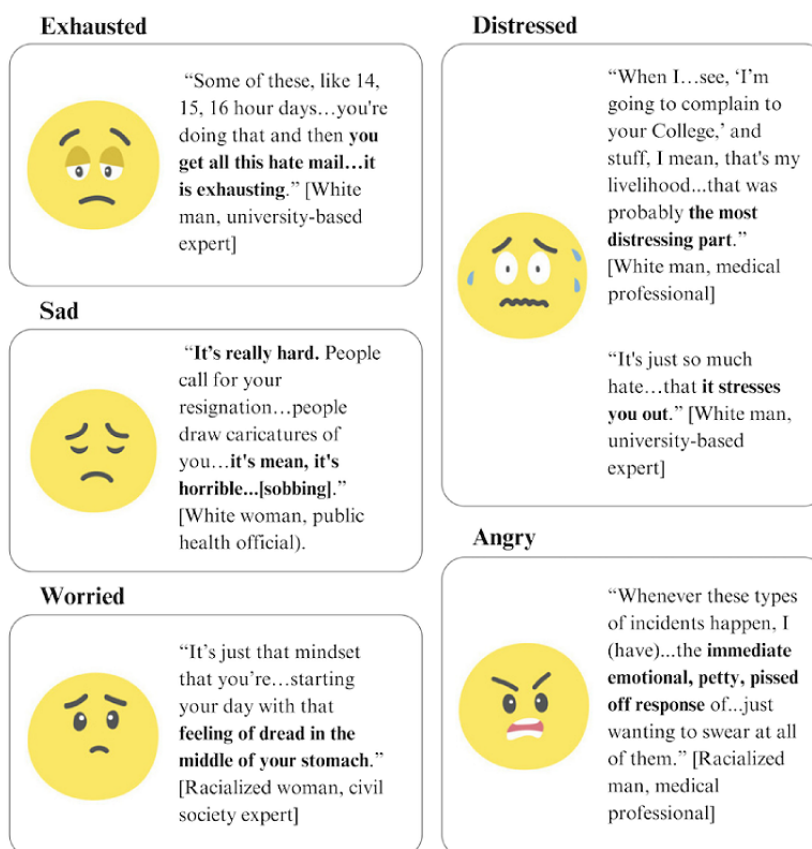 Exhausted
“Some of these, like 14,
15, 16 hour days…you're
doing that and then you
get all this hate mail…it
is exhausting.” [White
man, university-based
expert]
Sad
“It’s really hard. People
call for your
resignation…people
draw caricatures of
you…it's mean, it's
horrible...[sobbing].”
[White woman, public
health official).
Worried
“It’s just that mindset
that you’re…starting
your day with that
feeling of dread in the
middle of your stomach.”
[Racialized woman, civil
society expert]
Distressed
“When I…see, ‘I’m
going to complain to
your College,’ and
stuff, I mean, that's my
livelihood...that was
probably the most
distressing part.”
[White man, medical
professional]
“It's just so much
hate…that it stresses
you out.” [White man,
university-based
expert]
Angry
“Whenever these types
of incidents happen, I
(have)...the immediate
emotional, petty, pissed
off response of...just
wanting to swear at all
of them.” [Racialized
man, medical
professional]